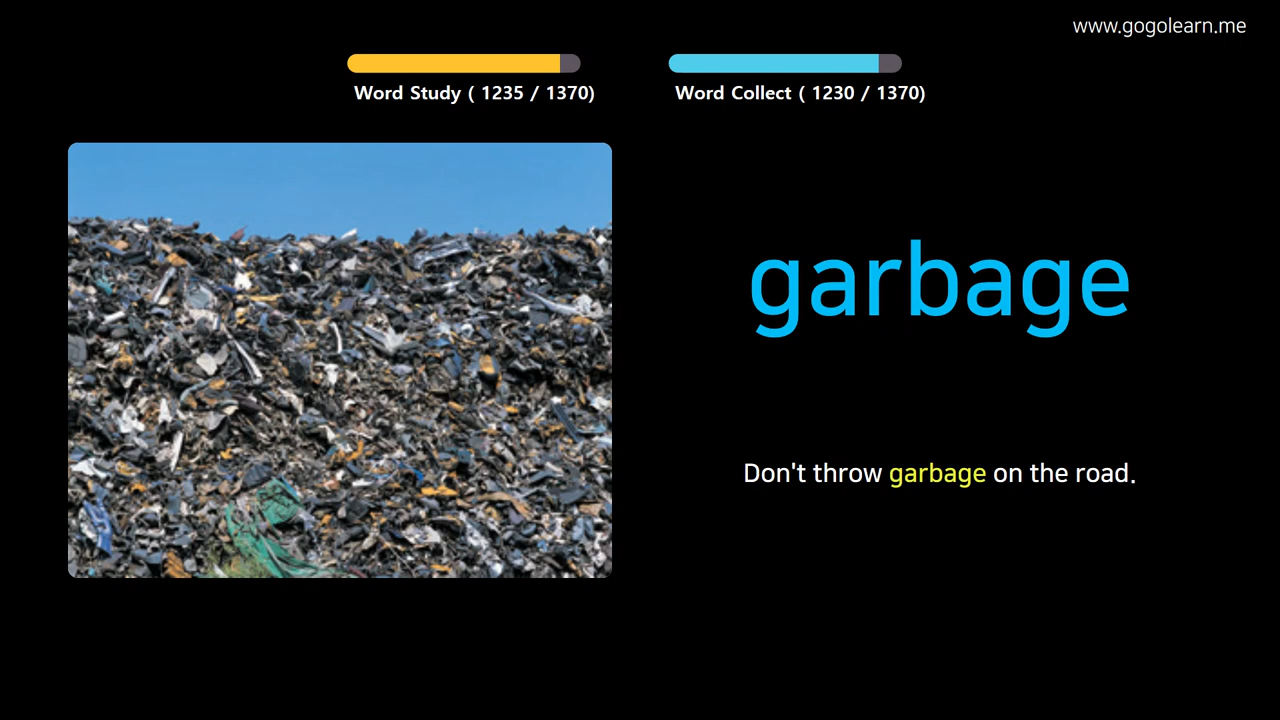 www.gogolearn.me
Word Study ( 1235 / 1370)
Word Collect ( 1230 / 1370)
garbage
Don't throw garbage on the road.